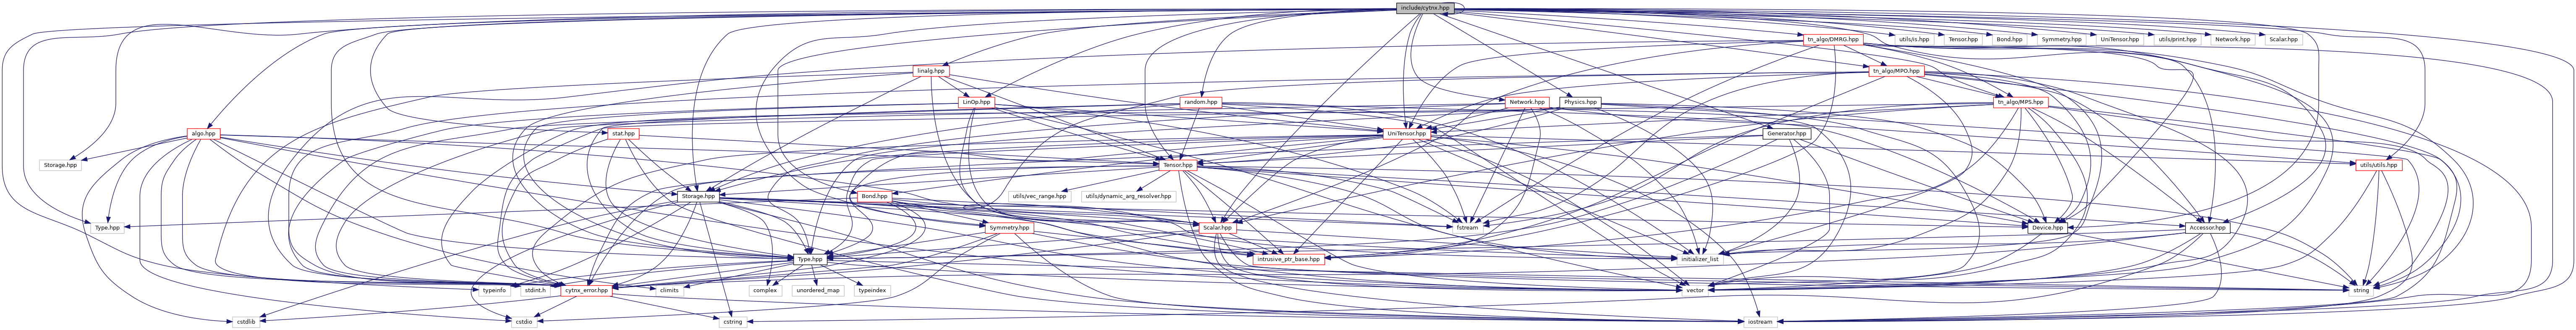 include/cytnx.hpp
tn_algo/DMRG.hpp
utils/is.hpp
Tensor.hpp
Bond.hpp
Symmetry.hpp
UniTensor.hpp
utils/print.hpp
Network.hpp
Scalar.hpp
linalg.hpp
tn_algo/MPO.hpp
LinOp.hpp
random.hpp
Network.hpp
Physics.hpp
tn_algo/MPS.hpp
algo.hpp
stat.hpp
UniTensor.hpp
Generator.hpp
Storage.hpp
Tensor.hpp
utils/utils.hpp
Storage.hpp
Bond.hpp
utils/vec_range.hpp
utils/dynamic_arg_resolver.hpp
Type.hpp
Symmetry.hpp
Scalar.hpp
fstream
Device.hpp
Accessor.hpp
Type.hpp
intrusive_ptr_base.hpp
initializer_list
typeinfo
stdint.h
cytnx_error.hpp
climits
complex
unordered_map
typeindex
vector
string
cstdlib
cstdio
cstring
iostream